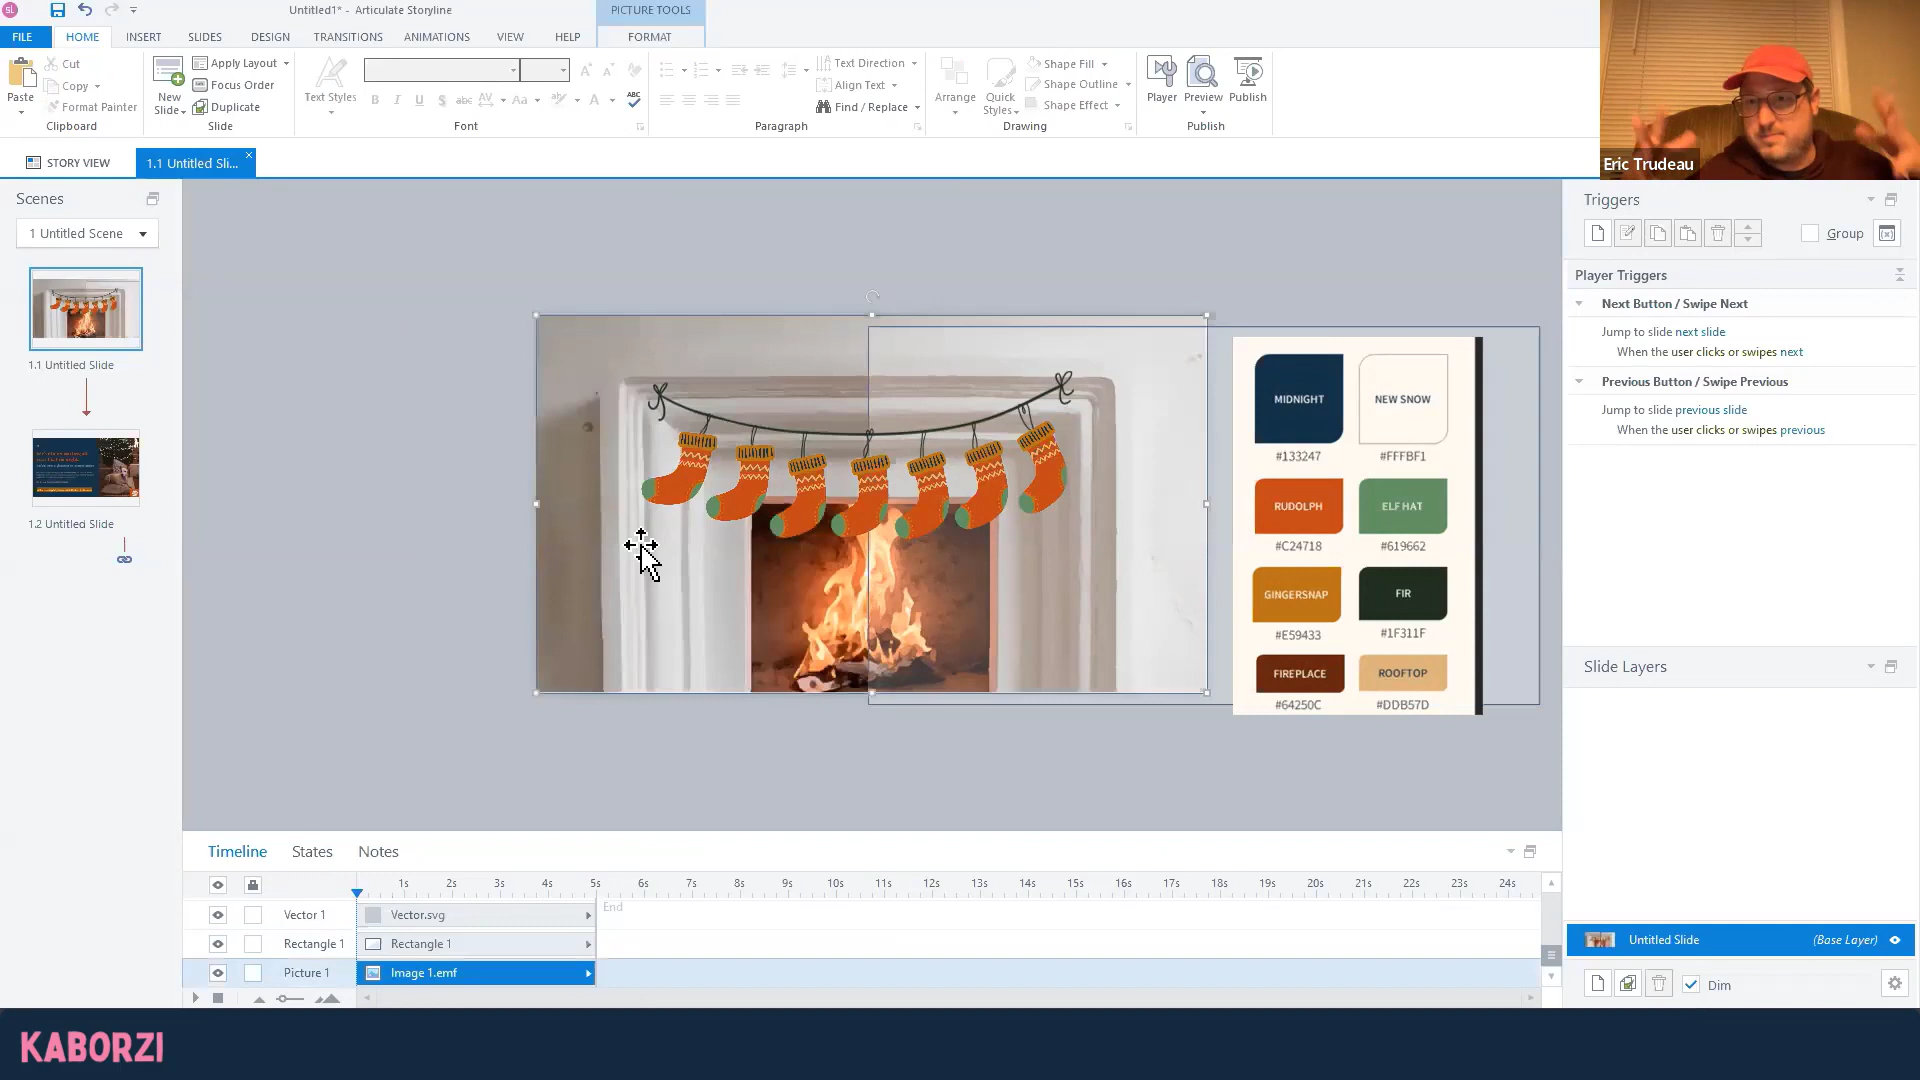 Untitled1* - Articulate Storyline
PICTURE TOOLS
FILE HOME INSERT SLIDES DESIGN TRANSITIONS ANIMATIONS VIEW HELP FORMAT
Paste
Cut
Copy
Format Painter
Clipboard
New Slide
Apply Layout
Focus Order
Duplicate
Slide
Text Styles
B I U S abc AV Aa A ABC
Font
Text Direction
Align Text
Find / Replace
Paragraph
Arrange
Quick Styles
Shape Fill
Shape Outline
Shape Effect
Drawing
Player
Preview
Publish
Publish
Eric Trudeau
STORY VIEW
1.1 Untitled Sli...
Scenes
1 Untitled Scene
1.1 Untitled Slide
1.2 Untitled Slide
MIDNIGHT NEW SNOW
#133247 #FFFBF1
RUDOLPH ELF HAT
#C24718 #619662
GINGERSNAP FIR
#E59433 #1F311F
FIREPLACE ROOFTOP
#64250C #DDB57D
Triggers
Group
Player Triggers
Next Button / Swipe Next
Jump to slide next slide
When the user clicks or swipes next
Previous Button / Swipe Previous
Jump to slide previous slide
When the user clicks or swipes previous
Slide Layers
Untitled Slide (Base Layer)
Dim
Timeline States Notes
1s 2s 3s 4s 5s 6s 7s 8s 9s 10s 11s 12s 13s 14s 15s 16s 17s 18s 19s 20s 21s 22s 23s 24s
Vector 1 Vector.svg End
Rectangle 1 Rectangle 1
Picture 1 Image 1.emf
KABORZI